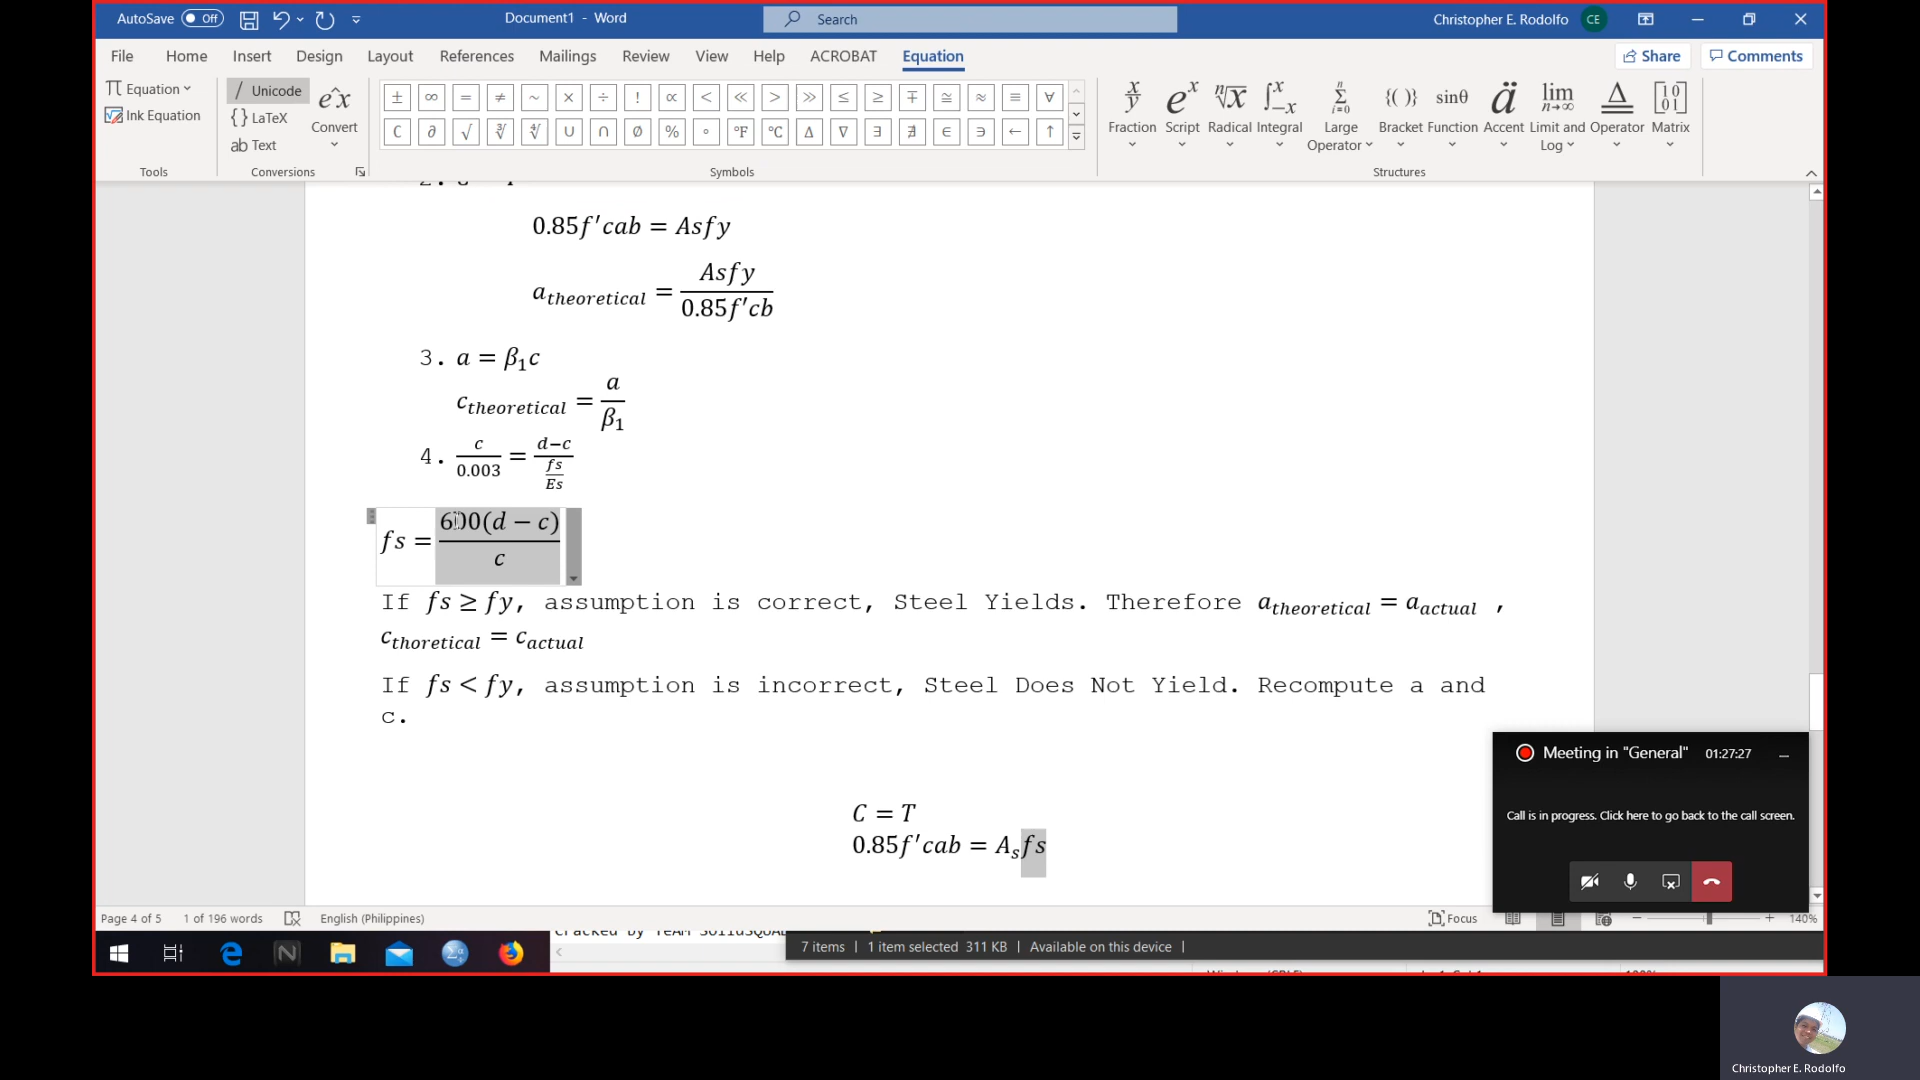 AutoSave Off
Document1 - Word
Search
Christopher E. Rodolfo CE
File Home Insert Design Layout References Mailings Review View Help ACROBAT Equation
Share Comments
π Equation
Ink Equation
Tools
/ Unicode
{} LaTeX
ab Text
Convert
Conversions
± ∞ = ≠ ~ × ÷ ! ∝ < ≪ > ≫ ≤ ≥ ∓ ≅ ≈ ≡ ∀
∁ ∂ √ ∛ ∜ ∪ ∩ ∅ % ° °F °C ∆ ∇ ∃ ∄ ∈ ∋ ← ↑
Symbols
Fraction Script Radical Integral Large Operator Bracket Function Accent Limit and Log Operator Matrix
Structures
0.85f′cab = Asfy
a_theoretical = Asfy / 0.85f′cb
3. a = β₁c
c_theoretical = a / β₁
4. c / 0.003 = d−c / (fs / Es)
fs = 600(d − c) / c
If fs ≥ fy, assumption is correct, Steel Yields. Therefore a_theoretical = a_actual ,
c_thoretical = c_actual
If fs < fy, assumption is incorrect, Steel Does Not Yield. Recompute a and
c.
C = T
0.85f′cab = A_s fs
Meeting in "General" 01:27:27
Call is in progress. Click here to go back to the call screen.
Page 4 of 5 1 of 196 words English (Philippines)
Focus
140%
7 items | 1 item selected 311 KB | Available on this device |
Christopher E. Rodolfo